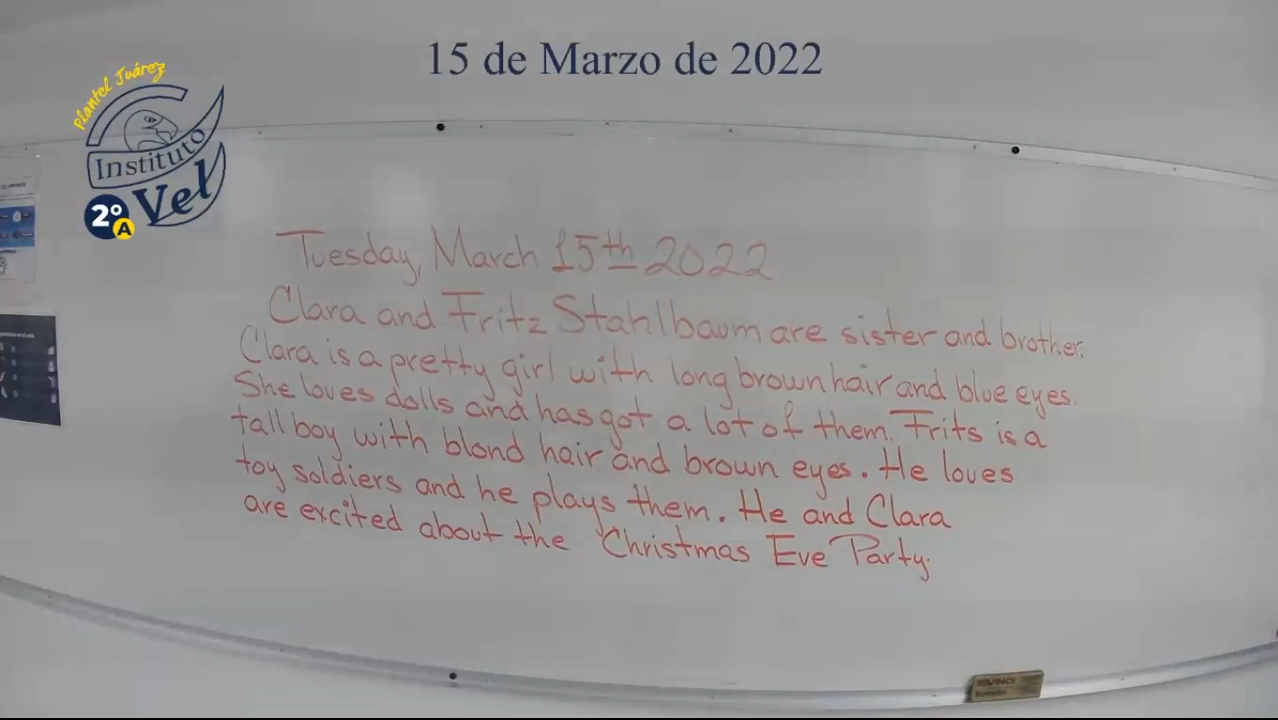 15 de Marzo de 2022
Plantel Juárez
Instituto
Vel
2º
A
Tuesday, March 15th 2022
Clara and Fritz Stahlbaum are sister and brother.
Clara is a pretty girl with long brown hair and blue eyes.
She loves dolls and has got a lot of them. Frits is a
tall boy with blond hair and brown eyes. He loves
toy soldiers and he plays them. He and Clara
are excited about the Christmas Eve Party.
VINCI